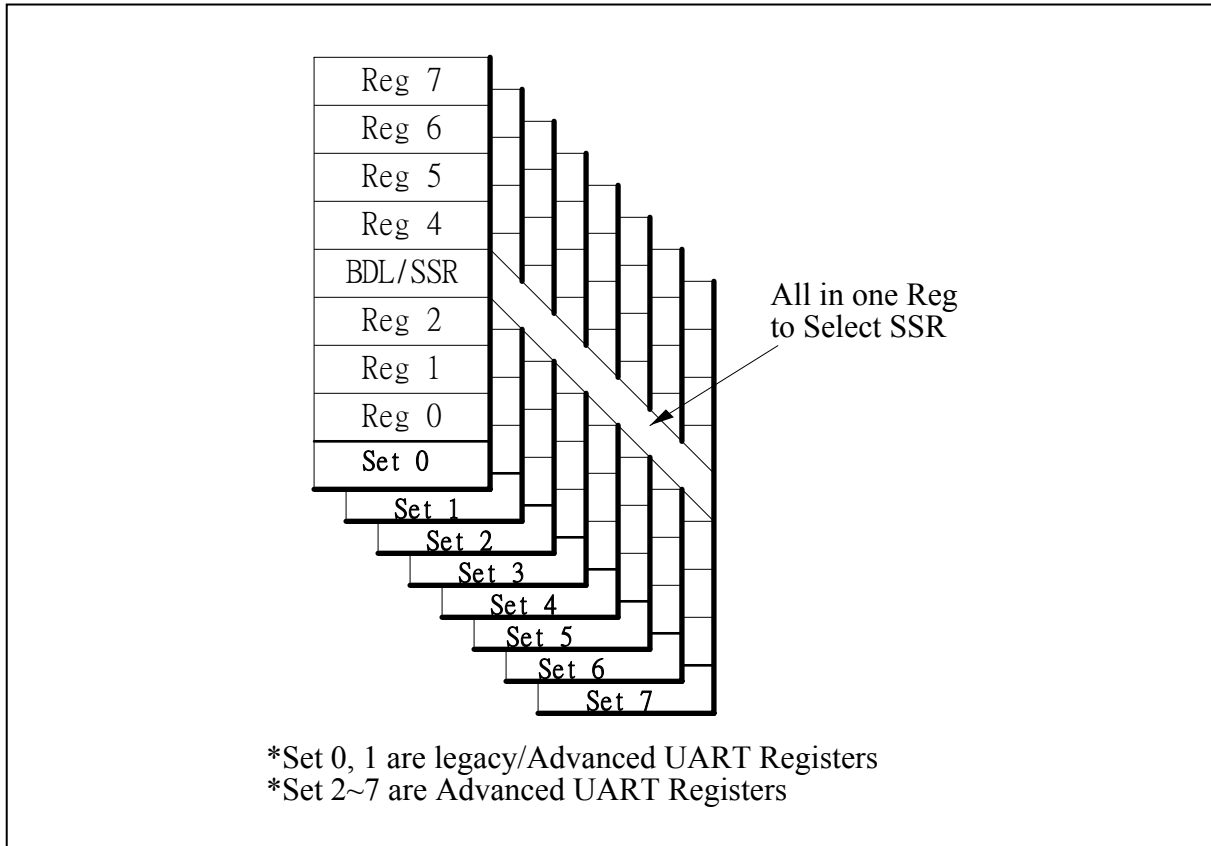 Reg 7
Reg 6
Reg 5
Reg 4
BDL/SSR
Reg 2
Reg 1
Reg 0
Set 0
Set 1
Set 2
Set 3
Set 4
Set 5
Set 6
Set 7
All in one Reg
to Select SSR
*Set 0, 1 are legacy/Advanced UART Registers
*Set 2~7 are Advanced UART Registers